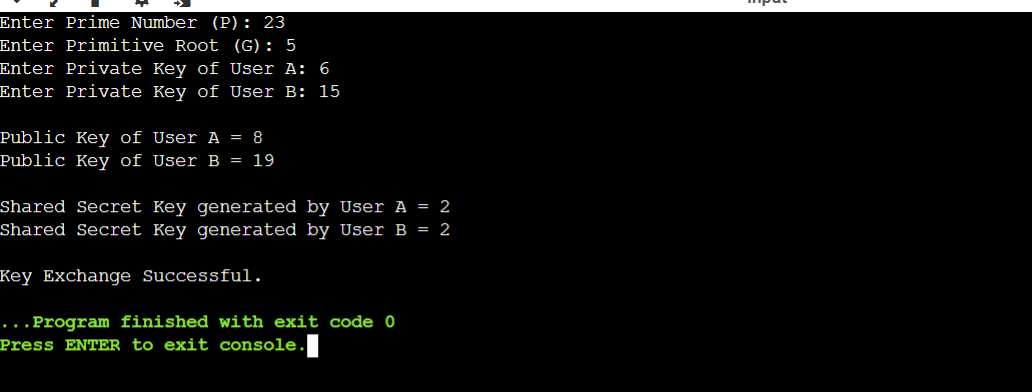 input
Enter Prime Number (P): 23
Enter Primitive Root (G): 5
Enter Private Key of User A: 6
Enter Private Key of User B: 15
Public Key of User A = 8
Public Key of User B = 19
Shared Secret Key generated by User A = 2
Shared Secret Key generated by User B = 2
Key Exchange Successful.
...Program finished with exit code 0
Press ENTER to exit console.